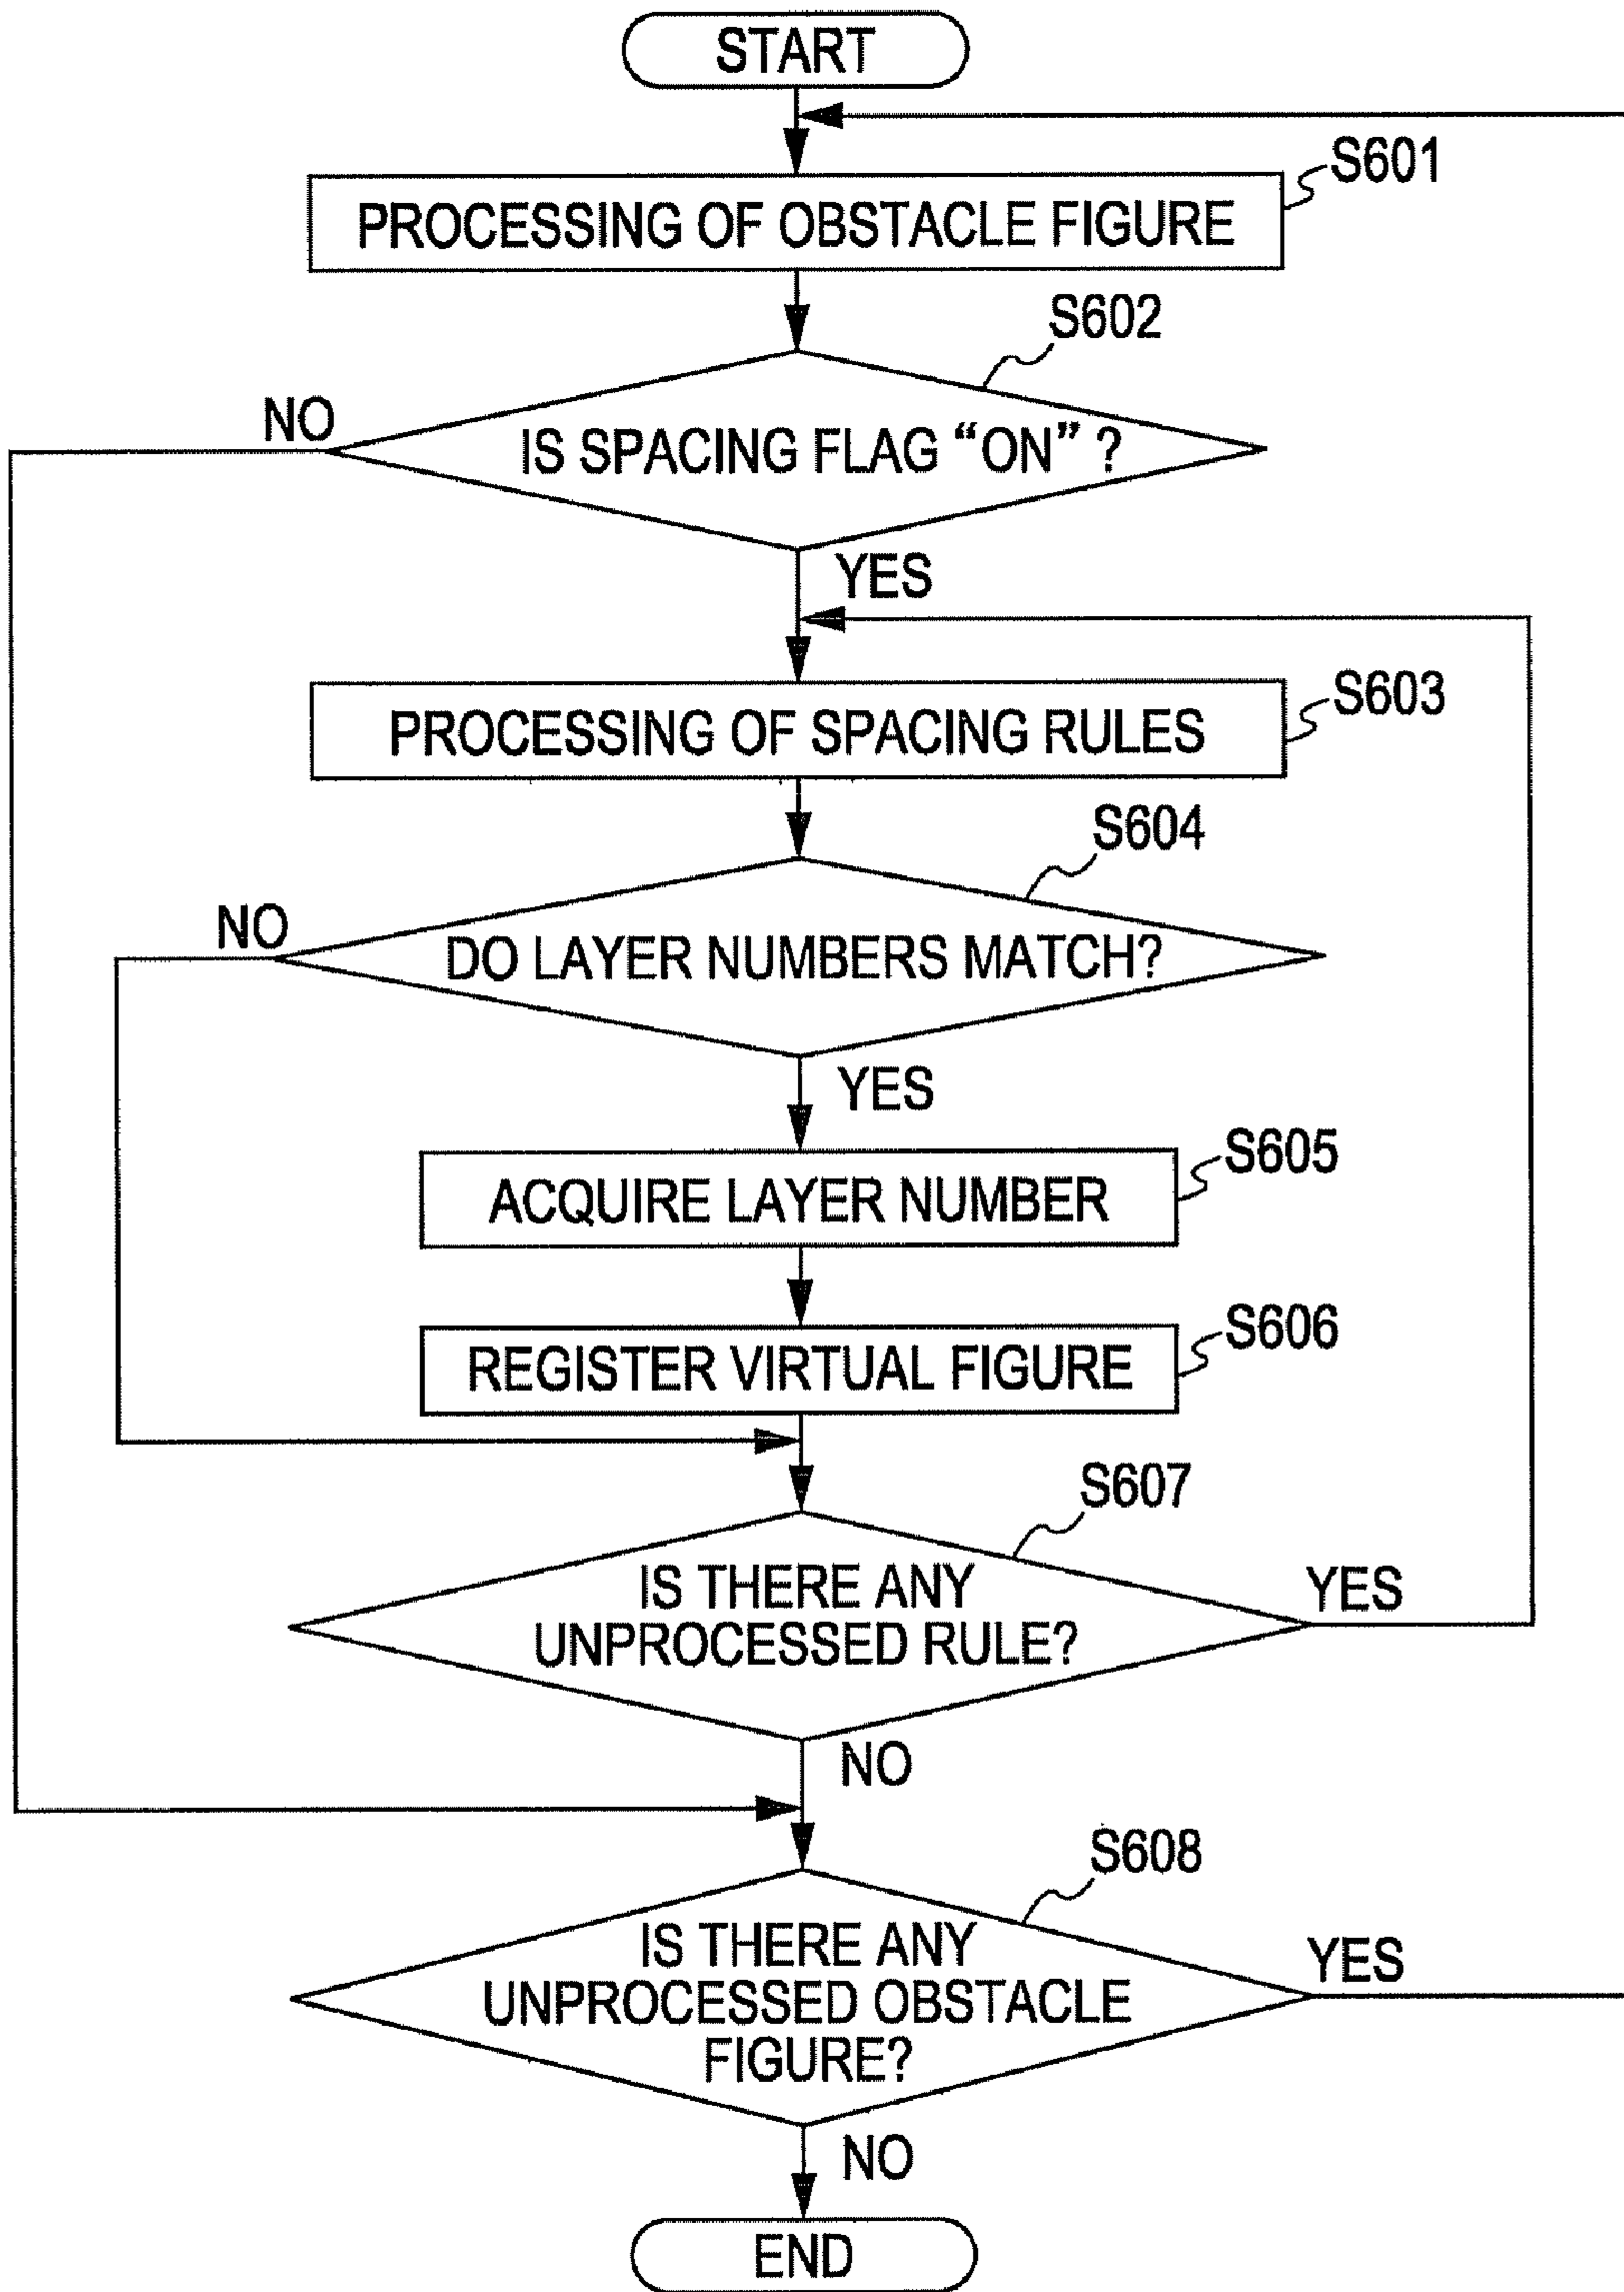 START
S601
PROCESSING OF OBSTACLE FIGURE
S602
NO
IS SPACING FLAG “ON” ?
YES
S603
PROCESSING OF SPACING RULES
S604
NO
DO LAYER NUMBERS MATCH?
YES
S605
ACQUIRE LAYER NUMBER
S606
REGISTER VIRTUAL FIGURE
S607
IS THERE ANY
UNPROCESSED RULE?
YES
NO
S608
IS THERE ANY
UNPROCESSED OBSTACLE
FIGURE?
YES
NO
END